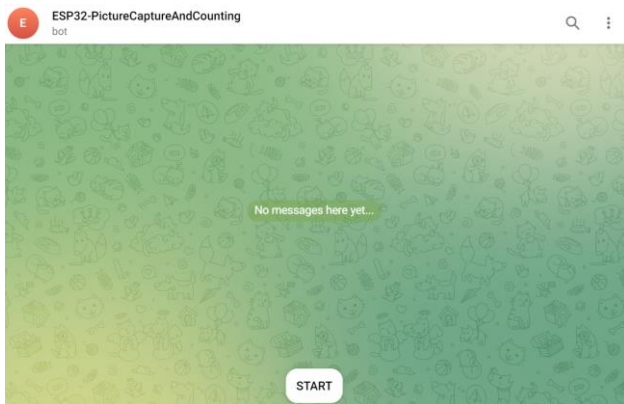 E
ESP32-PictureCaptureAndCounting
bot
No messages here yet...
START